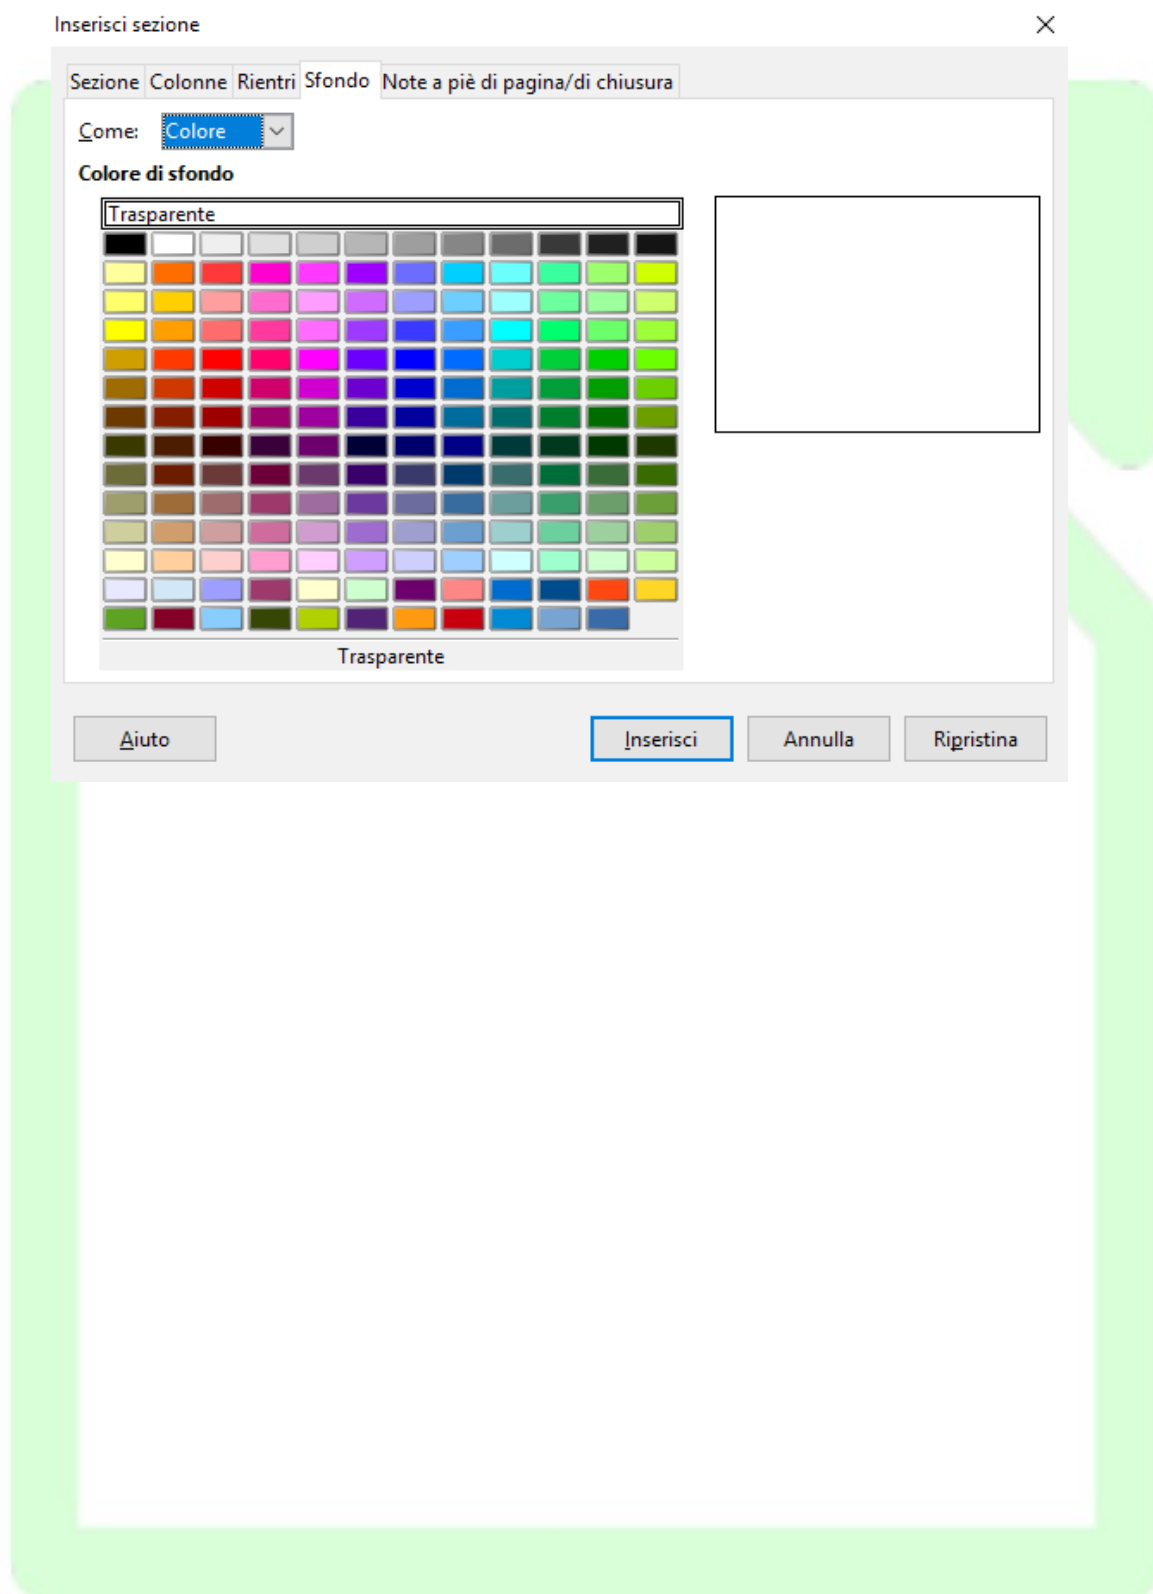 Inserisci sezione
Sezione Colonne Rientri Sfondo Note a piè di pagina/di chiusura
Come: Colore
Colore di sfondo
Trasparente
Trasparente
Aiuto Inserisci Annulla Ripristina